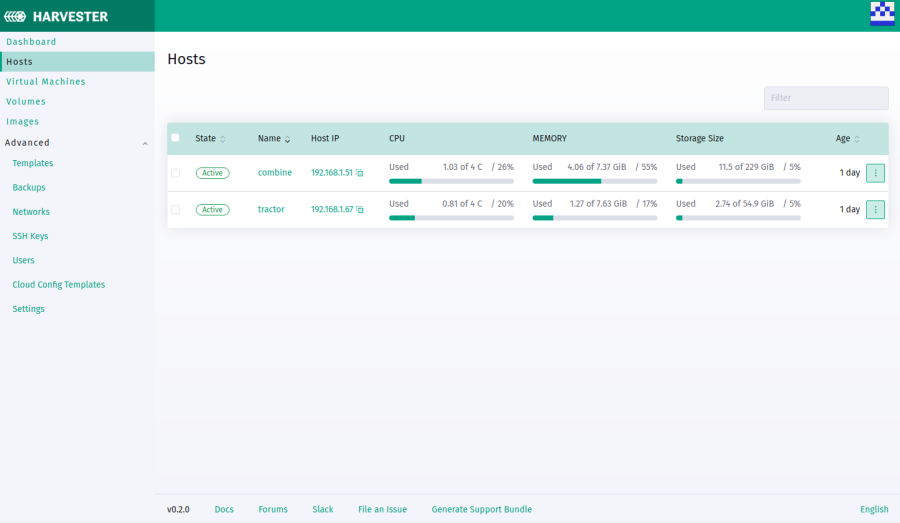 HARVESTER
Dashboard
Hosts
Virtual Machines
Volumes
Images
Advanced
Templates
Backups
Networks
SSH Keys
Users
Cloud Config Templates
Settings
Hosts
Filter
State Name Host IP CPU MEMORY Storage Size Age
Active combine 192.168.1.51 Used 1.03 of 4 C / 26% Used 4.06 of 7.37 GiB / 55% Used 11.5 of 229 GiB / 5% 1 day
Active tractor 192.168.1.67 Used 0.81 of 4 C / 20% Used 1.27 of 7.63 GiB / 17% Used 2.74 of 54.9 GiB / 5% 1 day
v0.2.0 Docs Forums Slack File an Issue Generate Support Bundle English